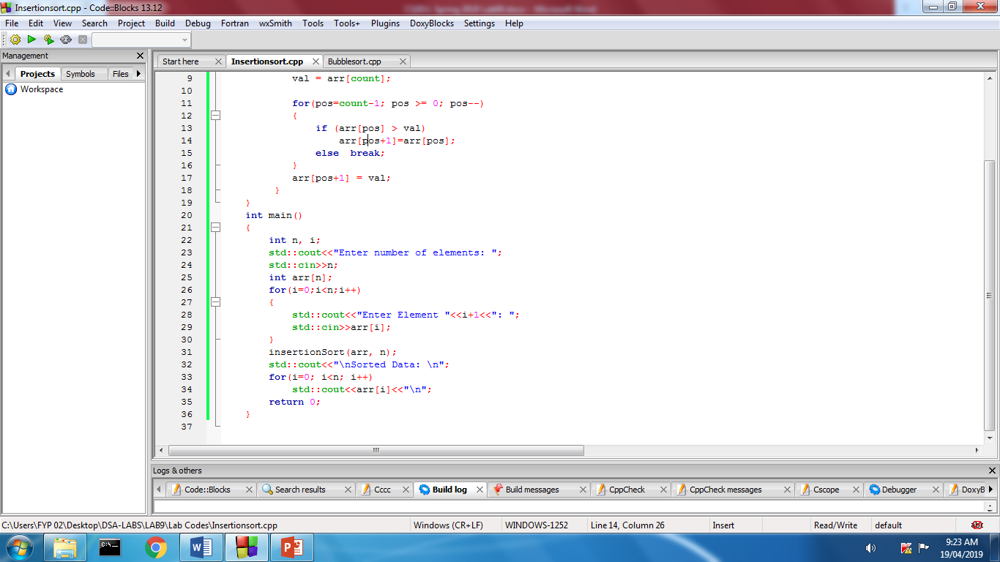 Insertionsort.cpp - Code::Blocks 13.12
File Edit View Search Project Build Debug Fortran wxSmith Tools Tools+ Plugins DoxyBlocks Settings Help
Management
Projects Symbols Files
Workspace
Start here Insertionsort.cpp Bubblesort.cpp
9 val = arr[count];
10
11 for(pos=count-1; pos >= 0; pos--)
12 {
13 if (arr[pos] > val)
14 arr[pos+1]=arr[pos];
15 else  break;
16 }
17 arr[pos+1] = val;
18 }
19 }
20 int main()
21 {
22 int n, i;
23 std::cout<<"Enter number of elements: ";
24 std::cin>>n;
25 int arr[n];
26 for(i=0;i<n;i++)
27 {
28 std::cout<<"Enter Element "<<i+1<<": ";
29 std::cin>>arr[i];
30 }
31 insertionSort(arr, n);
32 std::cout<<"\nSorted Data: \n";
33 for(i=0; i<n; i++)
34 std::cout<<arr[i]<<"\n";
35 return 0;
36 }
37
Logs & others
Code::Blocks Search results Cccc Build log Build messages CppCheck CppCheck messages Cscope Debugger DoxyB
C:\Users\FYP 02\Desktop\DSA-LABS\LAB9\Lab Codes\Insertionsort.cpp Windows (CR+LF) WINDOWS-1252 Line 14, Column 26 Insert Read/Write default
9:23 AM
19/04/2019